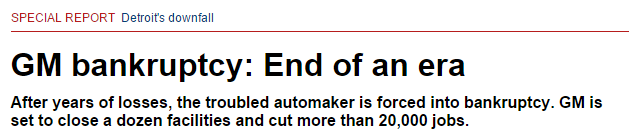 SPECIAL REPORT Detroit's downfall
GM bankruptcy: End of an era
After years of losses, the troubled automaker is forced into bankruptcy. GM is
set to close a dozen facilities and cut more than 20,000 jobs.